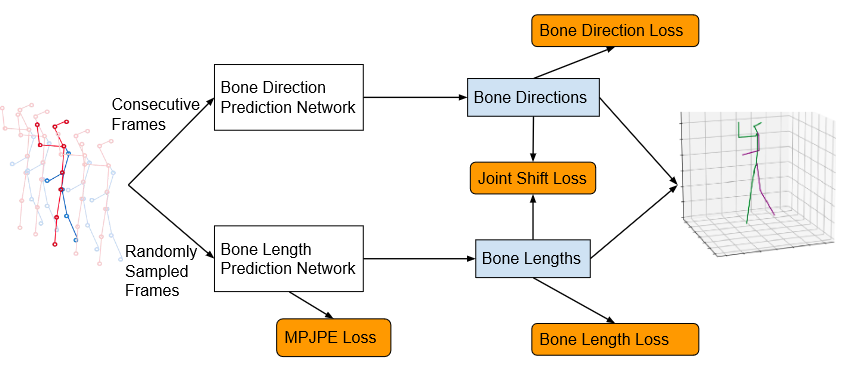 Bone Direction Loss
Bone Direction
Prediction Network
Consecutive
Frames
Bone Directions
Joint Shift Loss
Randomly
Sampled
Frames
Bone Length
Prediction Network
Bone Lengths
MPJPE Loss
Bone Length Loss